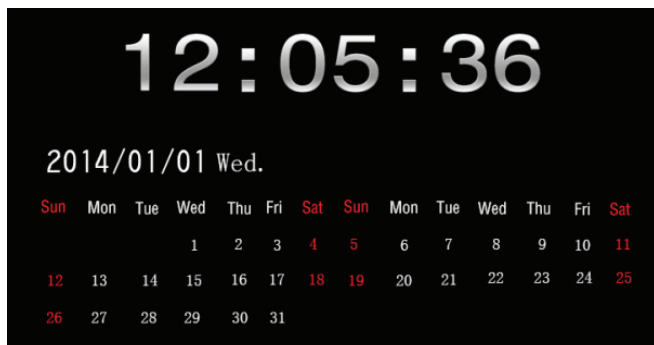 12:05:36
2014/01/01 Wed.
Sun Mon Tue Wed Thu Fri Sat Sun Mon Tue Wed Thu Fri Sat
1 2 3 4 5 6 7 8 9 10 11
12 13 14 15 16 17 18 19 20 21 22 23 24 25
26 27 28 29 30 31